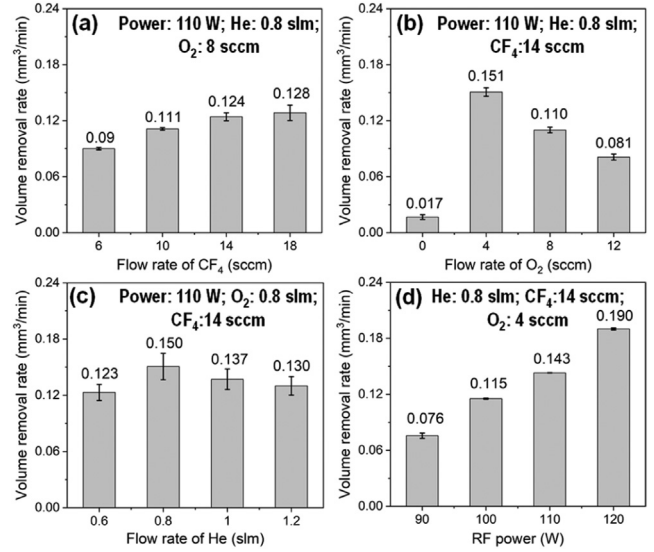 (a) Power: 110 W; He: 0.8 slm;
O₂: 8 sccm
Volume removal rate (mm³/min)
0.24
0.18
0.12
0.06
0.00
0.09
0.111
0.124
0.128
6 10 14 18
Flow rate of CF₄ (sccm)
(b) Power: 110 W; He: 0.8 slm;
CF₄:14 sccm
Volume removal rate (mm³/min)
0.24
0.18
0.12
0.06
0.00
0.017
0.151
0.110
0.081
0 4 8 12
Flow rate of O₂ (sccm)
(c) Power: 110 W; O₂: 0.8 slm;
CF₄:14 sccm
Volume removal rate (mm³/min)
0.24
0.18
0.12
0.06
0.00
0.123
0.150
0.137
0.130
0.6 0.8 1 1.2
Flow rate of He (slm)
(d) He: 0.8 slm; CF₄:14 sccm;
O₂: 4 sccm
Volume removal rate (mm³/min)
0.24
0.18
0.12
0.06
0.00
0.076
0.115
0.143
0.190
90 100 110 120
RF power (W)